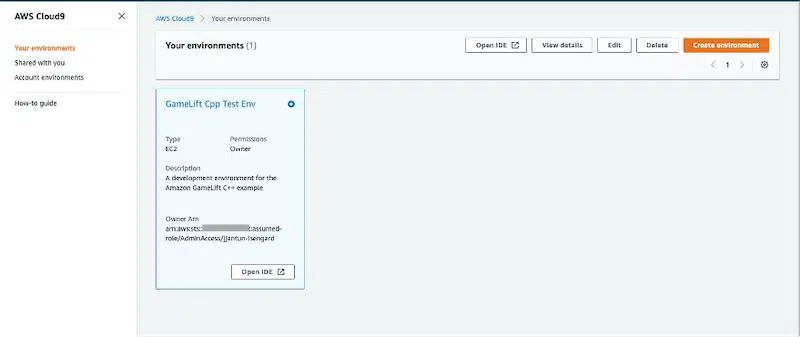 AWS Cloud9
Your environments
Shared with you
Account environments
How-to guide
AWS Cloud9 > Your environments
Your environments (1)
Open IDE
View details
Edit
Delete
Create environment
< 1 >
GameLift Cpp Test Env
Type
EC2
Permissions
Owner
Description
A development environment for the
Amazon GameLift C++ example
Owner Arn
arn:aws:sts:: :assumed-
role/AdminAccess/jjantun-Isengard
Open IDE